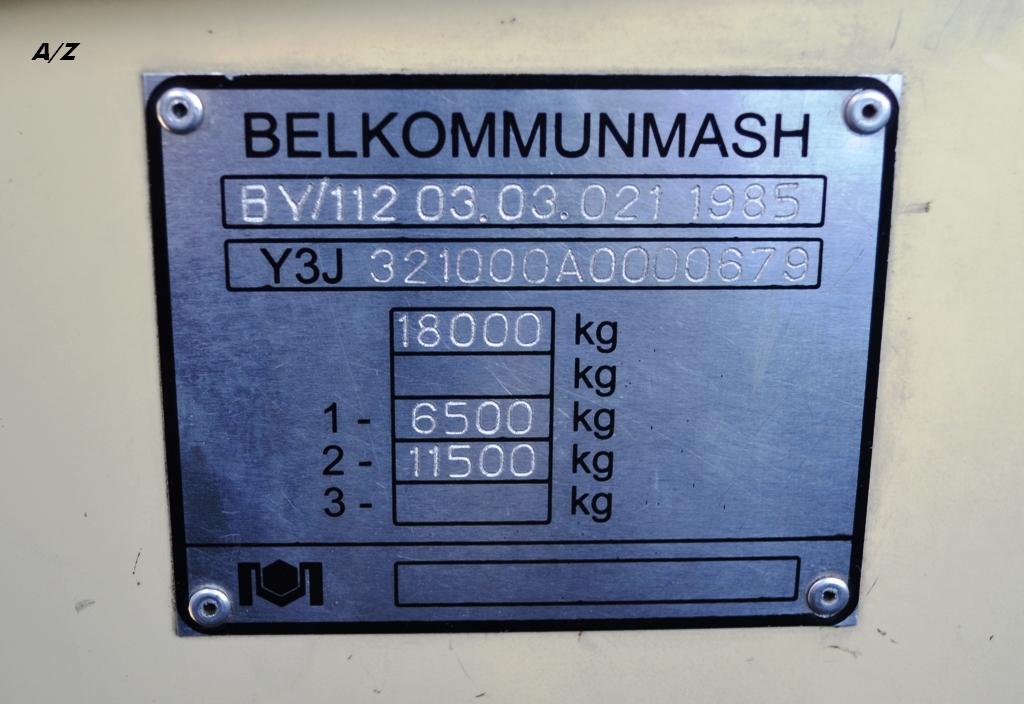 A/Z
BELKOMMUNMASH
BY/112 03.03.021 1985
Y3J 321000A0000679
18000 kg
kg
1 - 6500 kg
2 - 11500 kg
3 - kg